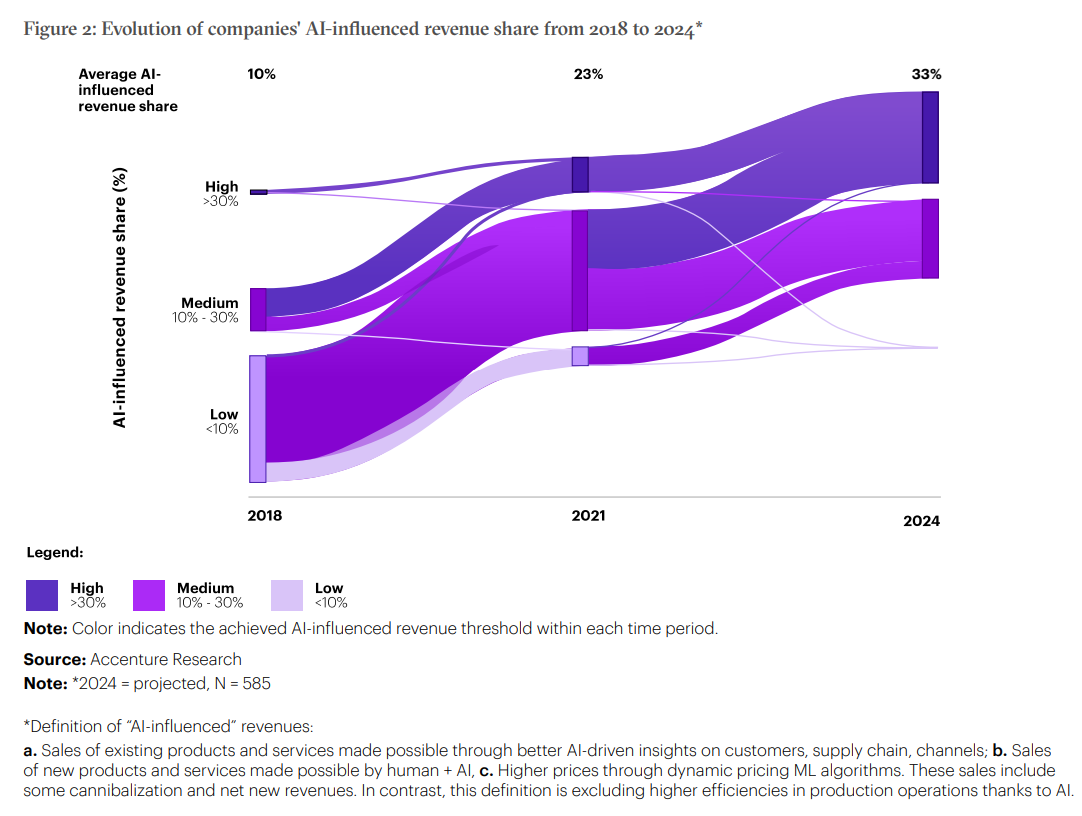 Figure 2: Evolution of companies' AI-influenced revenue share from 2018 to 2024*
Average AI-
influenced
revenue share
10%
23%
33%
AI-influenced revenue share (%)
High
>30%
Medium
10% - 30%
Low
<10%
2018
2021
2024
Legend:
High
>30%
Medium
10% - 30%
Low
<10%
Note: Color indicates the achieved AI-influenced revenue threshold within each time period.
Source: Accenture Research
Note: *2024 = projected, N = 585
*Definition of “AI-influenced” revenues:
a. Sales of existing products and services made possible through better AI-driven insights on customers, supply chain, channels; b. Sales
of new products and services made possible by human + AI, c. Higher prices through dynamic pricing ML algorithms. These sales include
some cannibalization and net new revenues. In contrast, this definition is excluding higher efficiencies in production operations thanks to AI.